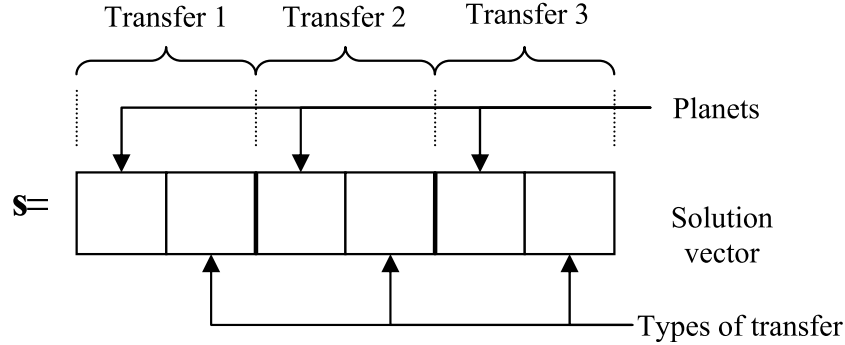 Transfer 1
Transfer 2
Transfer 3
Planets
s=
Solution
vector
Types of transfer